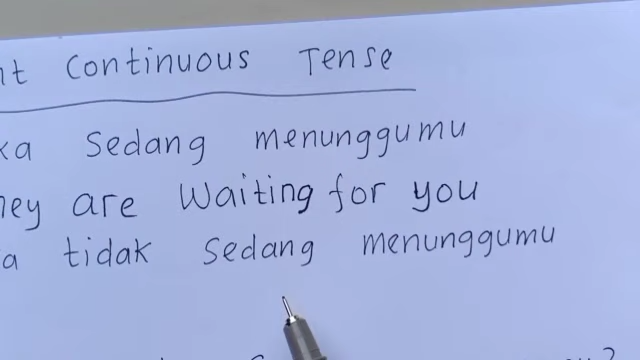 nt Continuous Tense
ka Sedang menunggumu
hey are Waiting for you
a tidak Sedang menunggumu